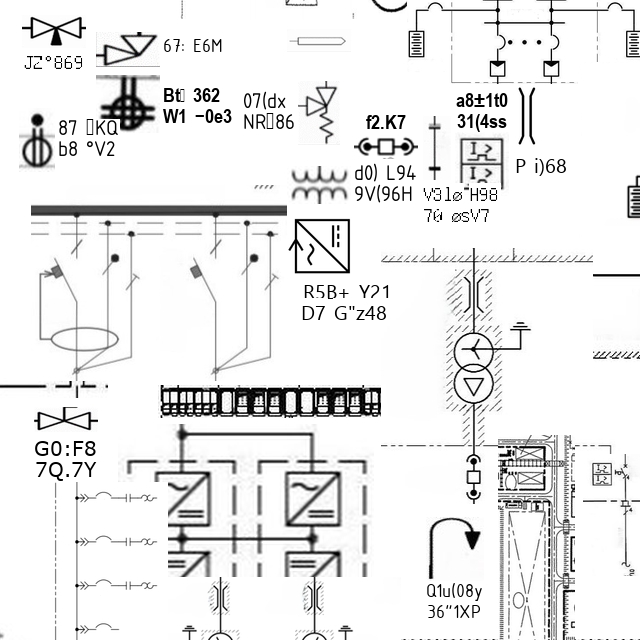 JZ°869
67: E6M
Bt▯ 362
W1 −0e3
07(dx
NR▯86
87 ▯KQ
b8 °V2
f2.K7
a8±1t0
31(4ss
P i)68
d0) L94
9V(96H
V31ø H98
70 øsV7
R5B+ Y21
D7 G"z48
G0:F8
7Q.7Y
Q1u(08y
36"1XP